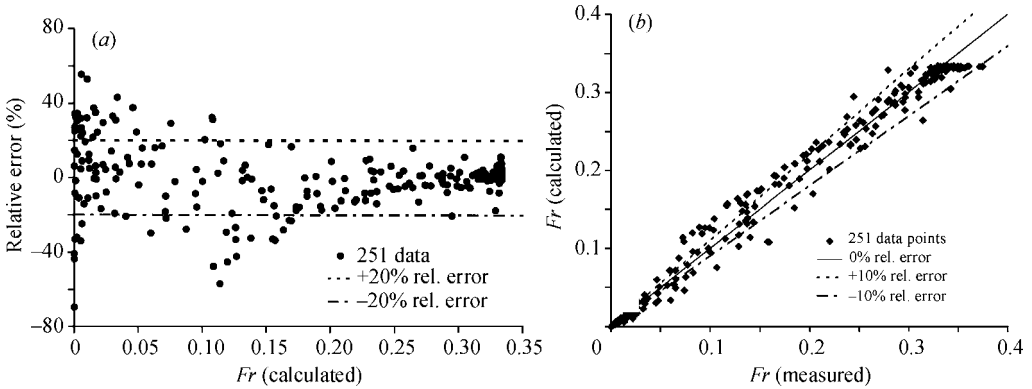 (a)
80
40
0
–40
–80
Relative error (%)
251 data
+20% rel. error
–20% rel. error
0 0.05 0.10 0.15 0.20 0.25 0.30 0.35
Fr (calculated)
(b)
0.4
0.3
0.2
0.1
Fr (calculated)
251 data points
0% rel. error
+10% rel. error
–10% rel. error
0 0.1 0.2 0.3 0.4
Fr (measured)